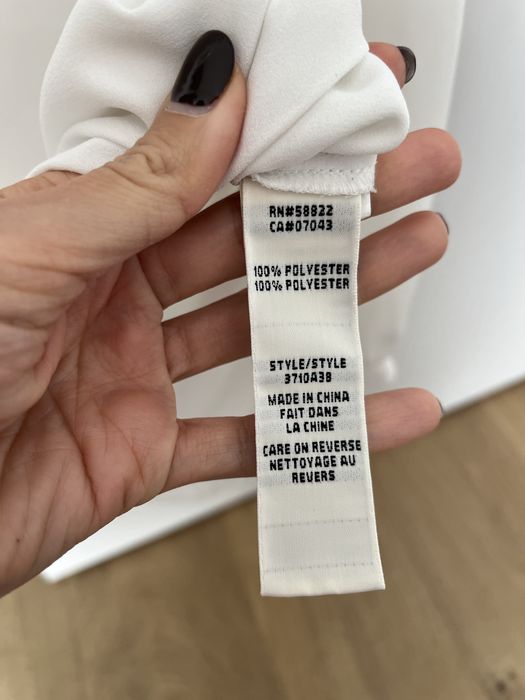 RN#58822
CA#07043
100% POLYESTER
100% POLYESTER
STYLE/STYLE
3710A38
MADE IN CHINA
FAIT DANS
LA CHINE
CARE ON REVERSE
NETTOYAGE AU
REVERS